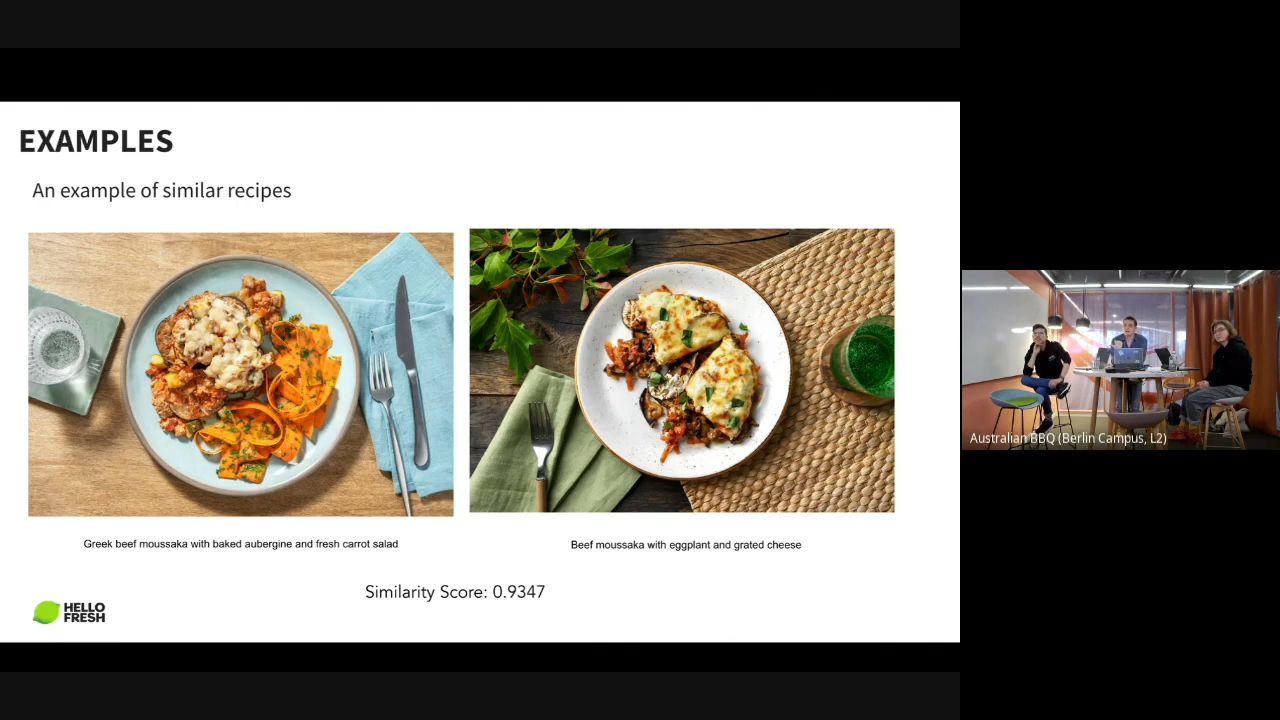 EXAMPLES
An example of similar recipes
Greek beef moussaka with baked aubergine and fresh carrot salad
Beef moussaka with eggplant and grated cheese
Similarity Score: 0.9347
HELLO
FRESH
Australian BBQ (Berlin Campus, L2)